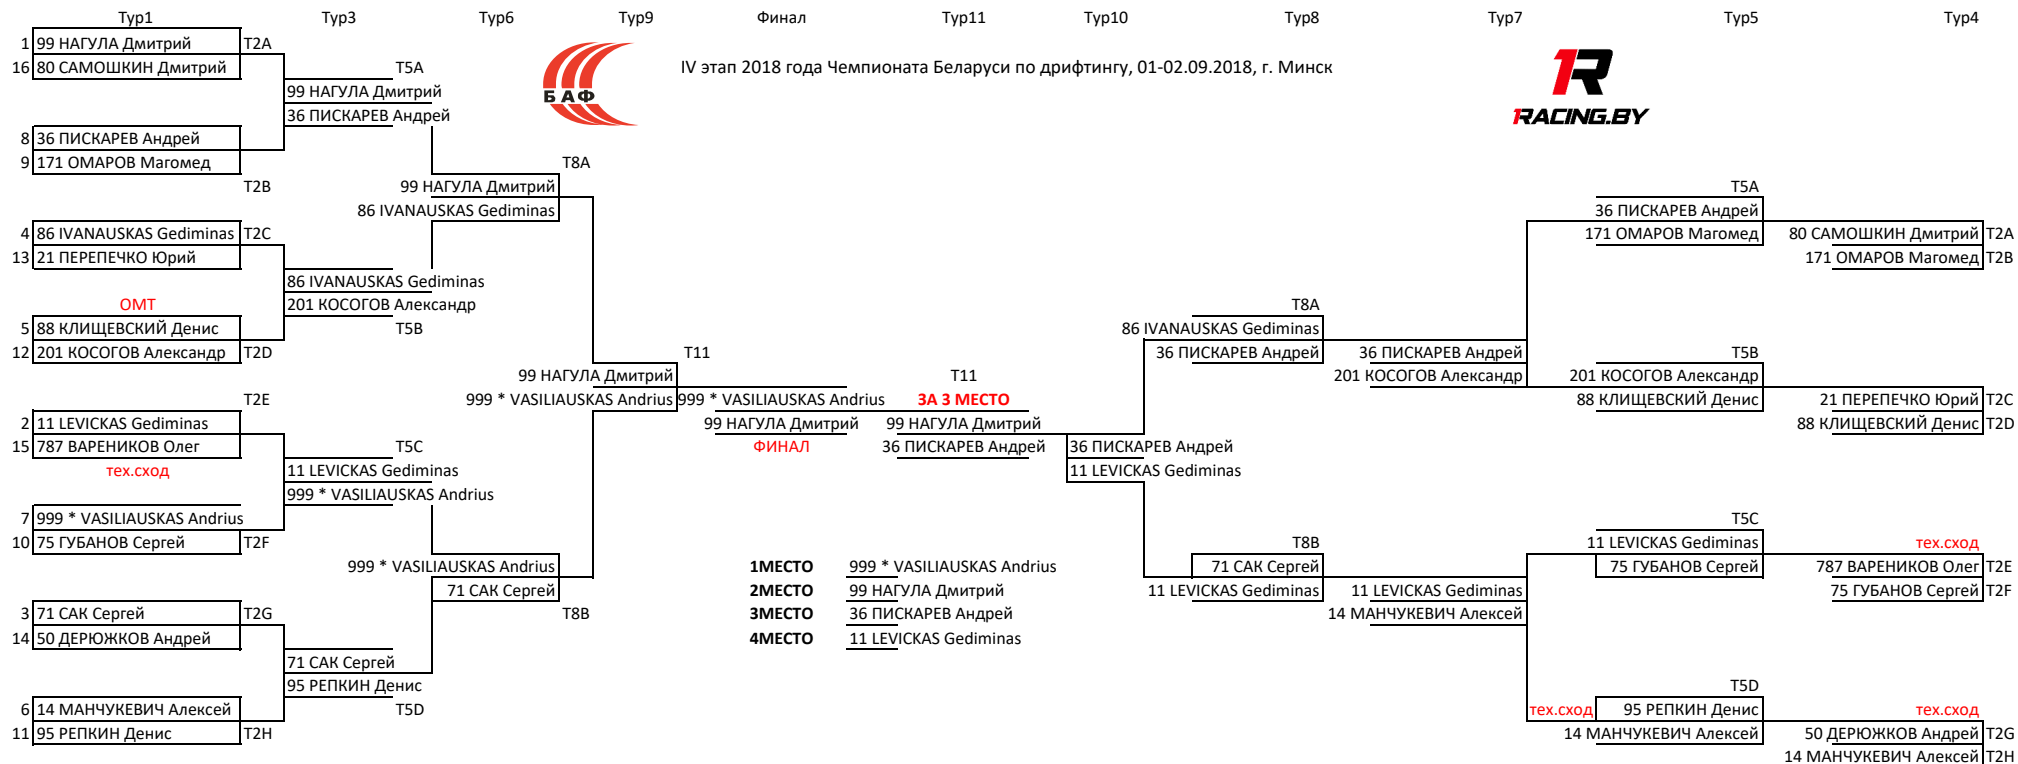 Тур1 Тур3 Тур6 Тур9 Финал Тур11 Тур10 Тур8 Тур7 Тур5 Тур4
1 99 НАГУЛА Дмитрий T2A
16 80 САМОШКИН Дмитрий T5A IV этап 2018 года Чемпионата Беларуси по дрифтингу, 01-02.09.2018, г. Минск 1R
99 НАГУЛА Дмитрий БАФ
36 ПИСКАРЕВ Андрей 1RACING.BY
8 36 ПИСКАРЕВ Андрей
9 171 ОМАРОВ Магомед T8A
T2B 99 НАГУЛА Дмитрий T5A
86 IVANAUSKAS Gediminas 36 ПИСКАРЕВ Андрей
4 86 IVANAUSKAS Gediminas T2C 171 ОМАРОВ Магомед 80 САМОШКИН Дмитрий T2A
13 21 ПЕРЕПЕЧКО Юрий 171 ОМАРОВ Магомед T2B
86 IVANAUSKAS Gediminas
ОМТ 201 КОСОГОВ Александр T8A
5 88 КЛИЩЕВСКИЙ Денис T5B 86 IVANAUSKAS Gediminas
12 201 КОСОГОВ Александр T2D T11 36 ПИСКАРЕВ Андрей 36 ПИСКАРЕВ Андрей T5B
99 НАГУЛА Дмитрий T11 201 КОСОГОВ Александр 201 КОСОГОВ Александр
T2E 999 * VASILIAUSKAS Andrius 999 * VASILIAUSKAS Andrius ЗА 3 МЕСТО 88 КЛИЩЕВСКИЙ Денис 21 ПЕРЕПЕЧКО Юрий T2C
2 11 LEVICKAS Gediminas 99 НАГУЛА Дмитрий 99 НАГУЛА Дмитрий 88 КЛИЩЕВСКИЙ Денис T2D
15 787 ВАРЕНИКОВ Олег T5C ФИНАЛ 36 ПИСКАРЕВ Андрей 36 ПИСКАРЕВ Андрей
тех.сход 11 LEVICKAS Gediminas 11 LEVICKAS Gediminas
999 * VASILIAUSKAS Andrius
7 999 * VASILIAUSKAS Andrius T5C
10 75 ГУБАНОВ Сергей T2F T8B 11 LEVICKAS Gediminas тех.сход
999 * VASILIAUSKAS Andrius 1МЕСТО 999 * VASILIAUSKAS Andrius 71 САК Сергей 75 ГУБАНОВ Сергей 787 ВАРЕНИКОВ Олег T2E
71 САК Сергей 2МЕСТО 99 НАГУЛА Дмитрий 11 LEVICKAS Gediminas 11 LEVICKAS Gediminas 75 ГУБАНОВ Сергей T2F
3 71 САК Сергей T2G T8B 3МЕСТО 36 ПИСКАРЕВ Андрей 14 МАНЧУКЕВИЧ Алексей
14 50 ДЕРЮЖКОВ Андрей 4МЕСТО 11 LEVICKAS Gediminas
71 САК Сергей
95 РЕПКИН Денис T5D
6 14 МАНЧУКЕВИЧ Алексей T5D тех.сход 95 РЕПКИН Денис тех.сход
11 95 РЕПКИН Денис T2H 14 МАНЧУКЕВИЧ Алексей 50 ДЕРЮЖКОВ Андрей T2G
14 МАНЧУКЕВИЧ Алексей T2H